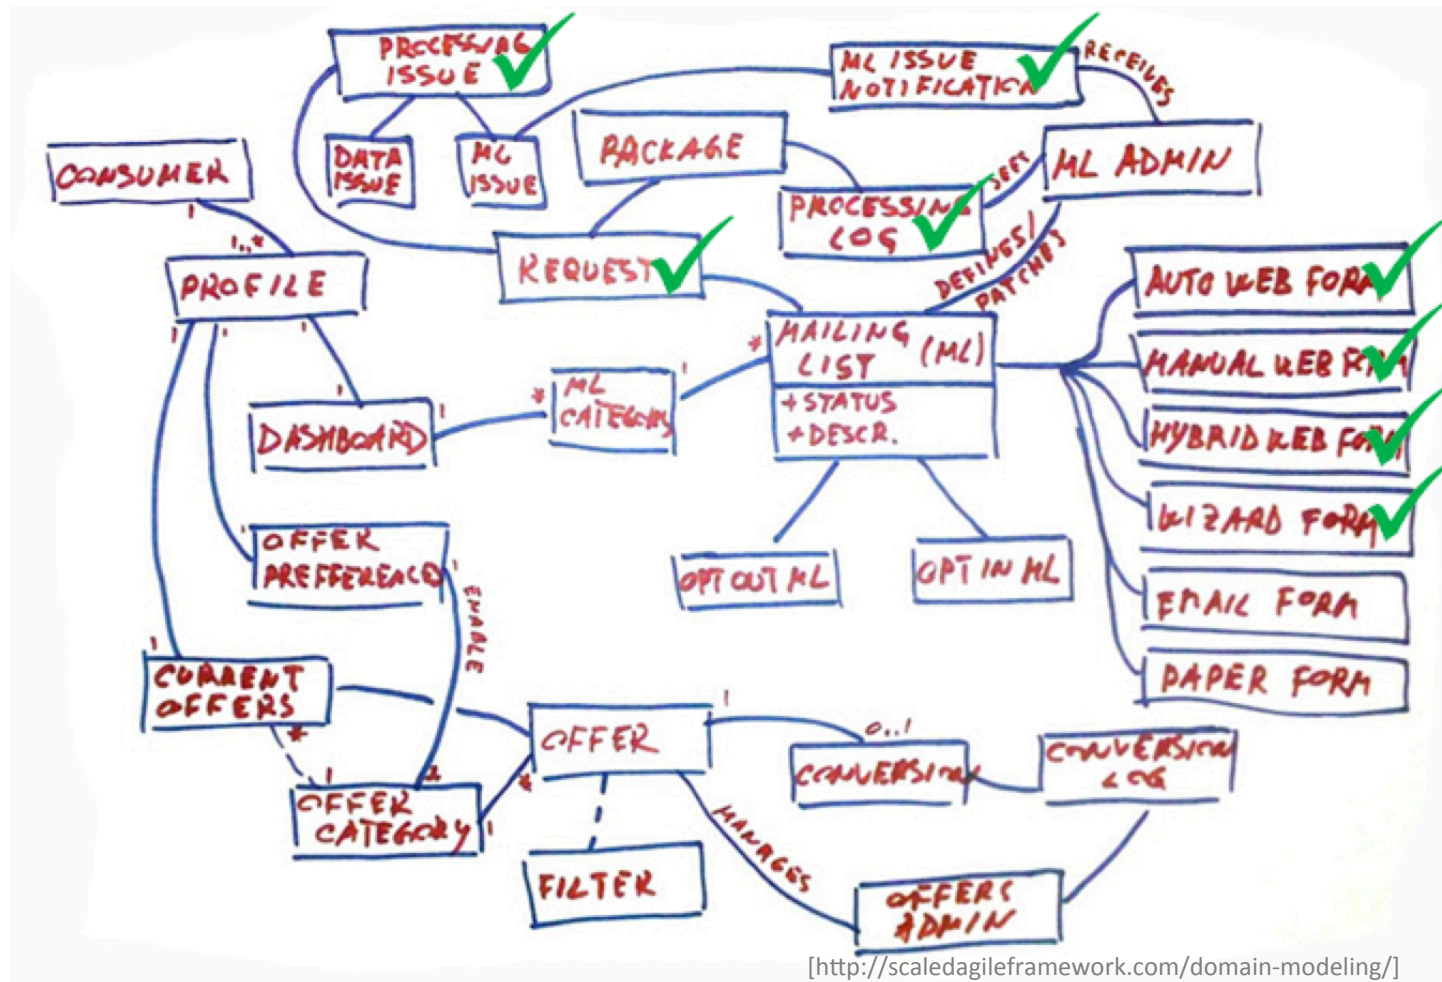 PROCESSING
ISSUE
ML ISSUE
NOTIFICATION
RECEIVES
DATA
ISSUE
ML
ISSUE
PACKAGE
ML ADMIN
CONSUMER
1
1..*
PROCESSING
LOG
SEES
REQUEST
DEFINES/
PATCHES
PROFILE
1
1
1
AUTO WEB FORM
MAILING
LIST (ML)
+ STATUS
+ DESCR.
*
1
ML
CATEGORY
*
1
1
DASHBOARD
MANUAL WEB FORM
HYBRID WEB FORM
WIZARD FORM
EMAIL FORM
PAPER FORM
OPT OUT ML
OPT IN ML
1
OFFER
PREFFERENCES
1
ENABLE
1
CURRENT
OFFERS
*
1
OFFER
CATEGORY
1
*
OFFER
1
0..1
CONVERSION
CONVERSION
LOG
FILTER
MANAGES
OFFERS
ADMIN
[http://scaledagileframework.com/domain-modeling/]